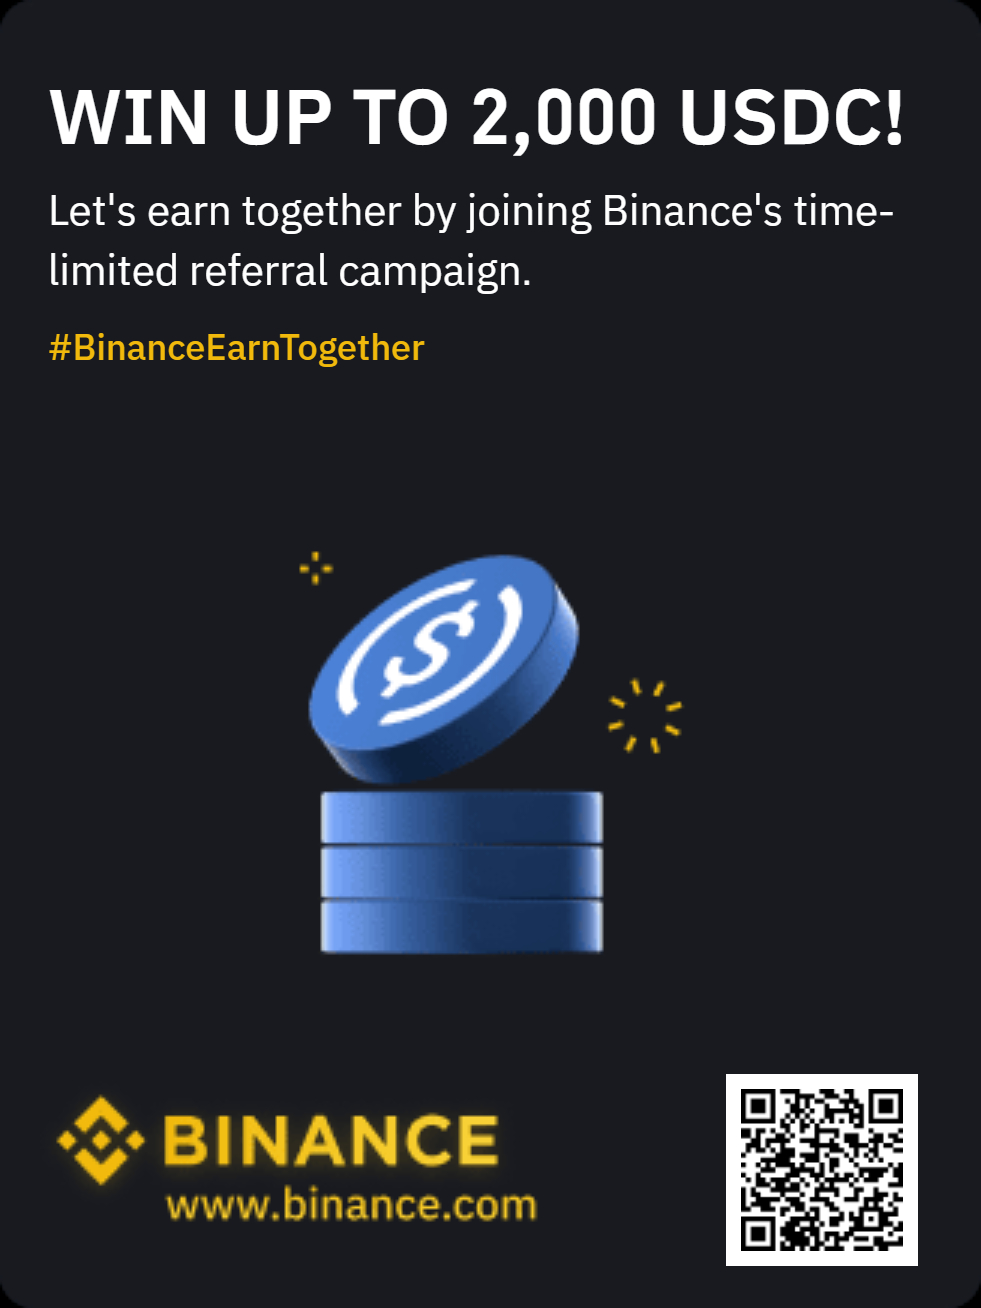 WIN UP TO 2,000 USDC!
Let's earn together by joining Binance's time-
limited referral campaign.
#BinanceEarnTogether
BINANCE
www.binance.com